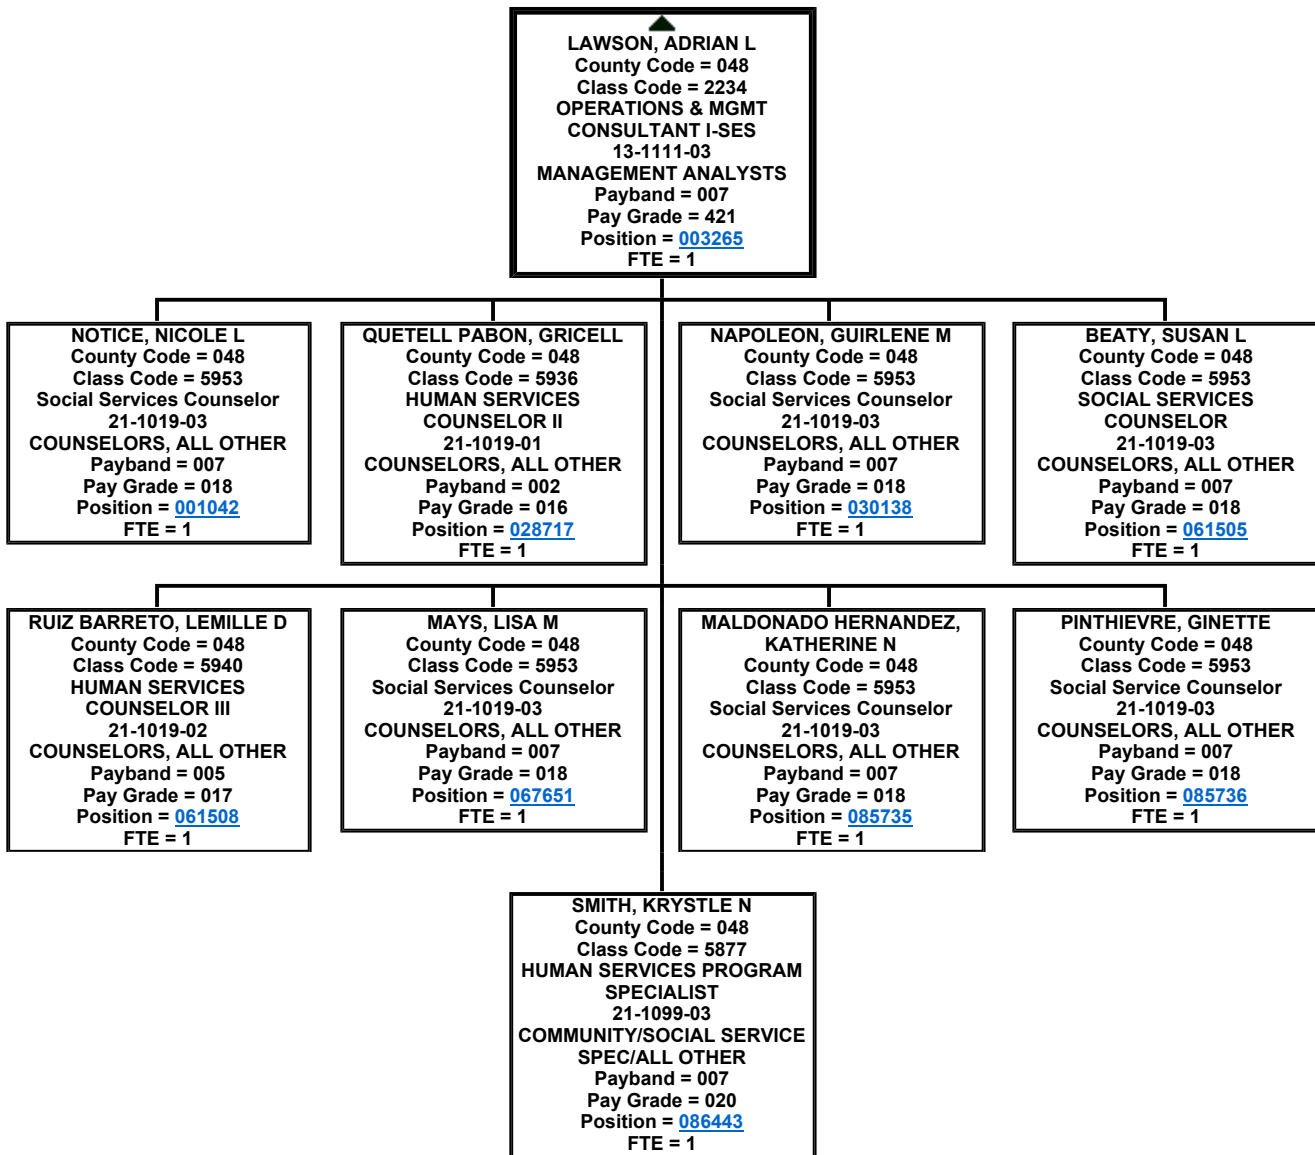 LAWSON, ADRIAN L
County Code = 048
Class Code = 2234
OPERATIONS & MGMT
CONSULTANT I-SES
13-1111-03
MANAGEMENT ANALYSTS
Payband = 007
Pay Grade = 421
Position = 003265
FTE = 1
NOTICE, NICOLE L
County Code = 048
Class Code = 5953
Social Services Counselor
21-1019-03
COUNSELORS, ALL OTHER
Payband = 007
Pay Grade = 018
Position = 001042
FTE = 1
QUETELL PABON, GRICELL
County Code = 048
Class Code = 5936
HUMAN SERVICES
COUNSELOR II
21-1019-01
COUNSELORS, ALL OTHER
Payband = 002
Pay Grade = 016
Position = 028717
FTE = 1
NAPOLEON, GUIRLENE M
County Code = 048
Class Code = 5953
Social Services Counselor
21-1019-03
COUNSELORS, ALL OTHER
Payband = 007
Pay Grade = 018
Position = 030138
FTE = 1
BEATY, SUSAN L
County Code = 048
Class Code = 5953
SOCIAL SERVICES
COUNSELOR
21-1019-03
COUNSELORS, ALL OTHER
Payband = 007
Pay Grade = 018
Position = 061505
FTE = 1
RUIZ BARRETO, LEMILLE D
County Code = 048
Class Code = 5940
HUMAN SERVICES
COUNSELOR III
21-1019-02
COUNSELORS, ALL OTHER
Payband = 005
Pay Grade = 017
Position = 061508
FTE = 1
MAYS, LISA M
County Code = 048
Class Code = 5953
Social Services Counselor
21-1019-03
COUNSELORS, ALL OTHER
Payband = 007
Pay Grade = 018
Position = 067651
FTE = 1
MALDONADO HERNANDEZ,
KATHERINE N
County Code = 048
Class Code = 5953
Social Services Counselor
21-1019-03
COUNSELORS, ALL OTHER
Payband = 007
Pay Grade = 018
Position = 085735
FTE = 1
PINTHIEVRE, GINETTE
County Code = 048
Class Code = 5953
Social Service Counselor
21-1019-03
COUNSELORS, ALL OTHER
Payband = 007
Pay Grade = 018
Position = 085736
FTE = 1
SMITH, KRYSTLE N
County Code = 048
Class Code = 5877
HUMAN SERVICES PROGRAM
SPECIALIST
21-1099-03
COMMUNITY/SOCIAL SERVICE
SPEC/ALL OTHER
Payband = 007
Pay Grade = 020
Position = 086443
FTE = 1